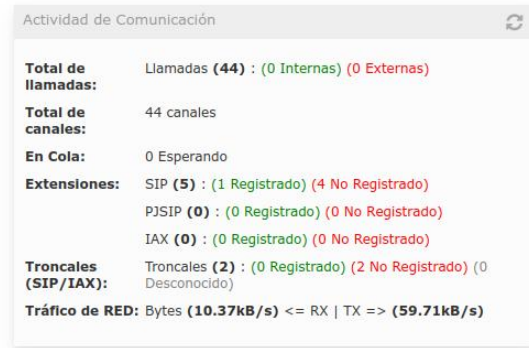 Actividad de Comunicación
Total de llamadas: Llamadas (44) : (0 Internas) (0 Externas)
Total de canales: 44 canales
En Cola: 0 Esperando
Extensiones: SIP (5) : (1 Registrado) (4 No Registrado)
PJSIP (0) : (0 Registrado) (0 No Registrado)
IAX (0) : (0 Registrado) (0 No Registrado)
Troncales (SIP/IAX): Troncales (2) : (0 Registrado) (2 No Registrado) (0 Desconocido)
Tráfico de RED: Bytes (10.37kB/s) <= RX | TX => (59.71kB/s)